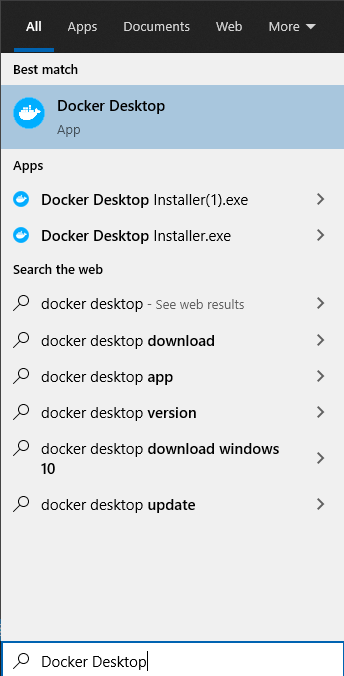 All Apps Documents Web More
Best match
Docker Desktop
App
Apps
Docker Desktop Installer(1).exe
Docker Desktop Installer.exe
Search the web
docker desktop - See web results
docker desktop download
docker desktop app
docker desktop version
docker desktop download windows
10
docker desktop update
Docker Desktop